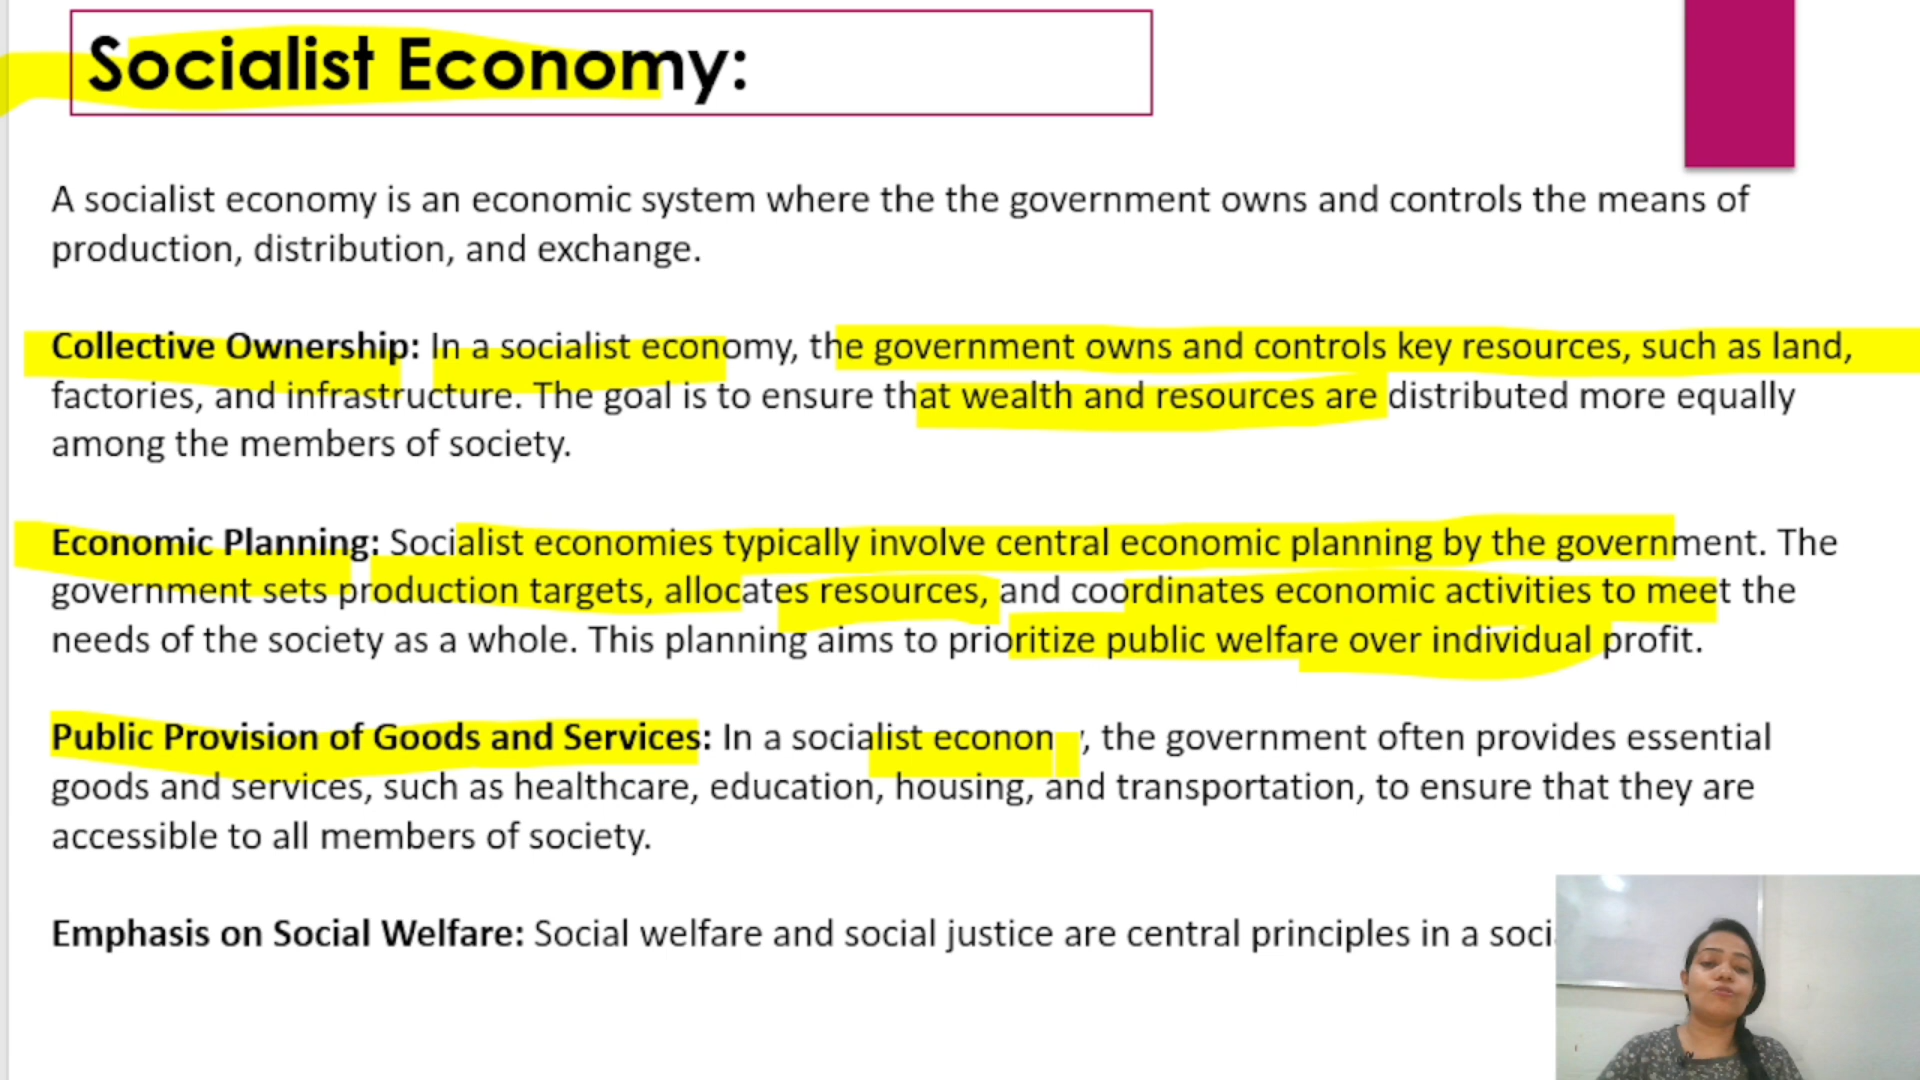 Socialist Economy:
A socialist economy is an economic system where the the government owns and controls the means of
production, distribution, and exchange.
Collective Ownership: In a socialist economy, the government owns and controls key resources, such as land,
factories, and infrastructure. The goal is to ensure that wealth and resources are distributed more equally
among the members of society.
Economic Planning: Socialist economies typically involve central economic planning by the government. The
government sets production targets, allocates resources, and coordinates economic activities to meet the
needs of the society as a whole. This planning aims to prioritize public welfare over individual profit.
Public Provision of Goods and Services: In a socialist , the government often provides essential
goods and services, such as healthcare, education, housing, and transportation, to ensure that they are
accessible to all members of society.
Emphasis on Social Welfare: Social welfare and social justice are central principles in a